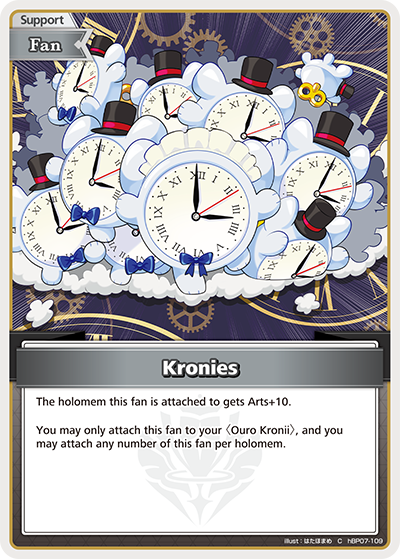 Support
Fan
Kronies
The holomem this fan is attached to gets Arts+10.
You may only attach this fan to your 〈Ouro Kronii〉, and you
may attach any number of this fan per holomem.
illust：はたほまめ C hBP07-109